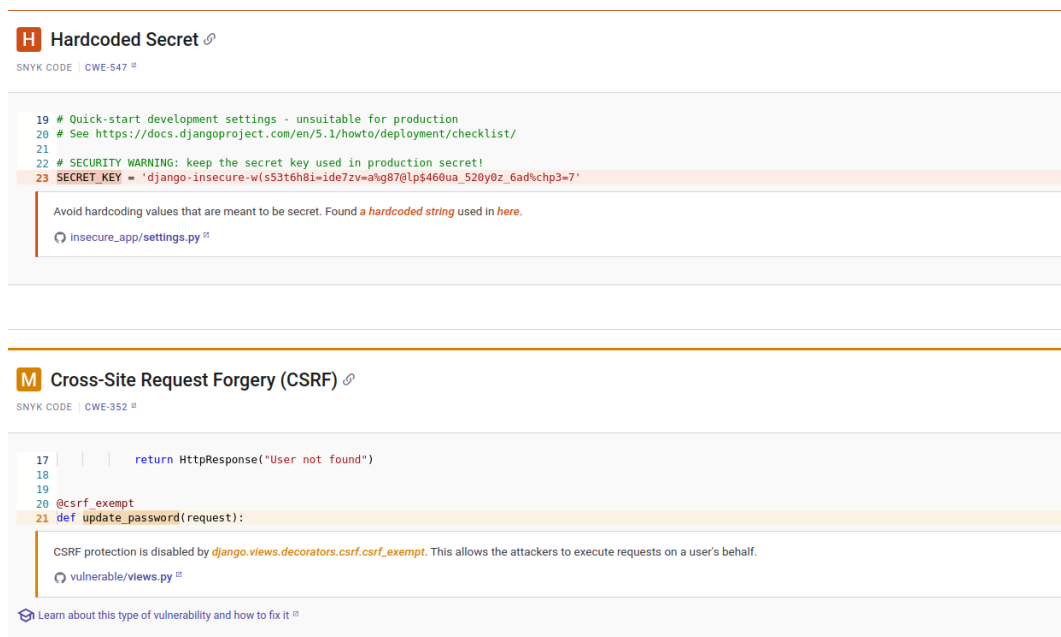 H Hardcoded Secret
SNYK CODE | CWE-547
19 # Quick-start development settings - unsuitable for production
20 # See https://docs.djangoproject.com/en/5.1/howto/deployment/checklist/
21
22 # SECURITY WARNING: keep the secret key used in production secret!
23 SECRET_KEY = 'django-insecure-w(s53t6h8i=ide7zv=a%g87@lp$460ua_520y0z_6ad%chp3=7'
Avoid hardcoding values that are meant to be secret. Found a hardcoded string used in here.
insecure_app/settings.py
M Cross-Site Request Forgery (CSRF)
SNYK CODE | CWE-352
17 return HttpResponse("User not found")
18
19
20 @csrf_exempt
21 def update_password(request):
CSRF protection is disabled by django.views.decorators.csrf.csrf_exempt. This allows the attackers to execute requests on a user's behalf.
vulnerable/views.py
Learn about this type of vulnerability and how to fix it